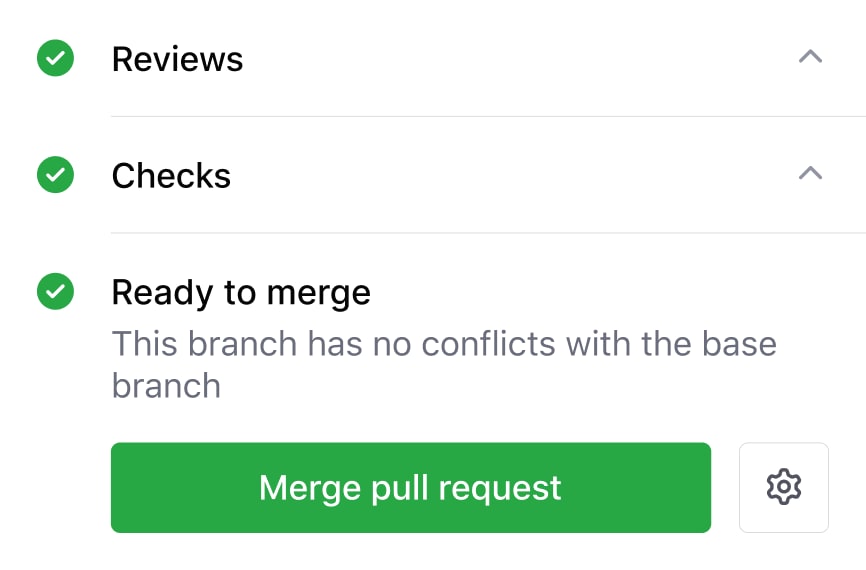 Reviews
Checks
Ready to merge
This branch has no conflicts with the base
branch
Merge pull request